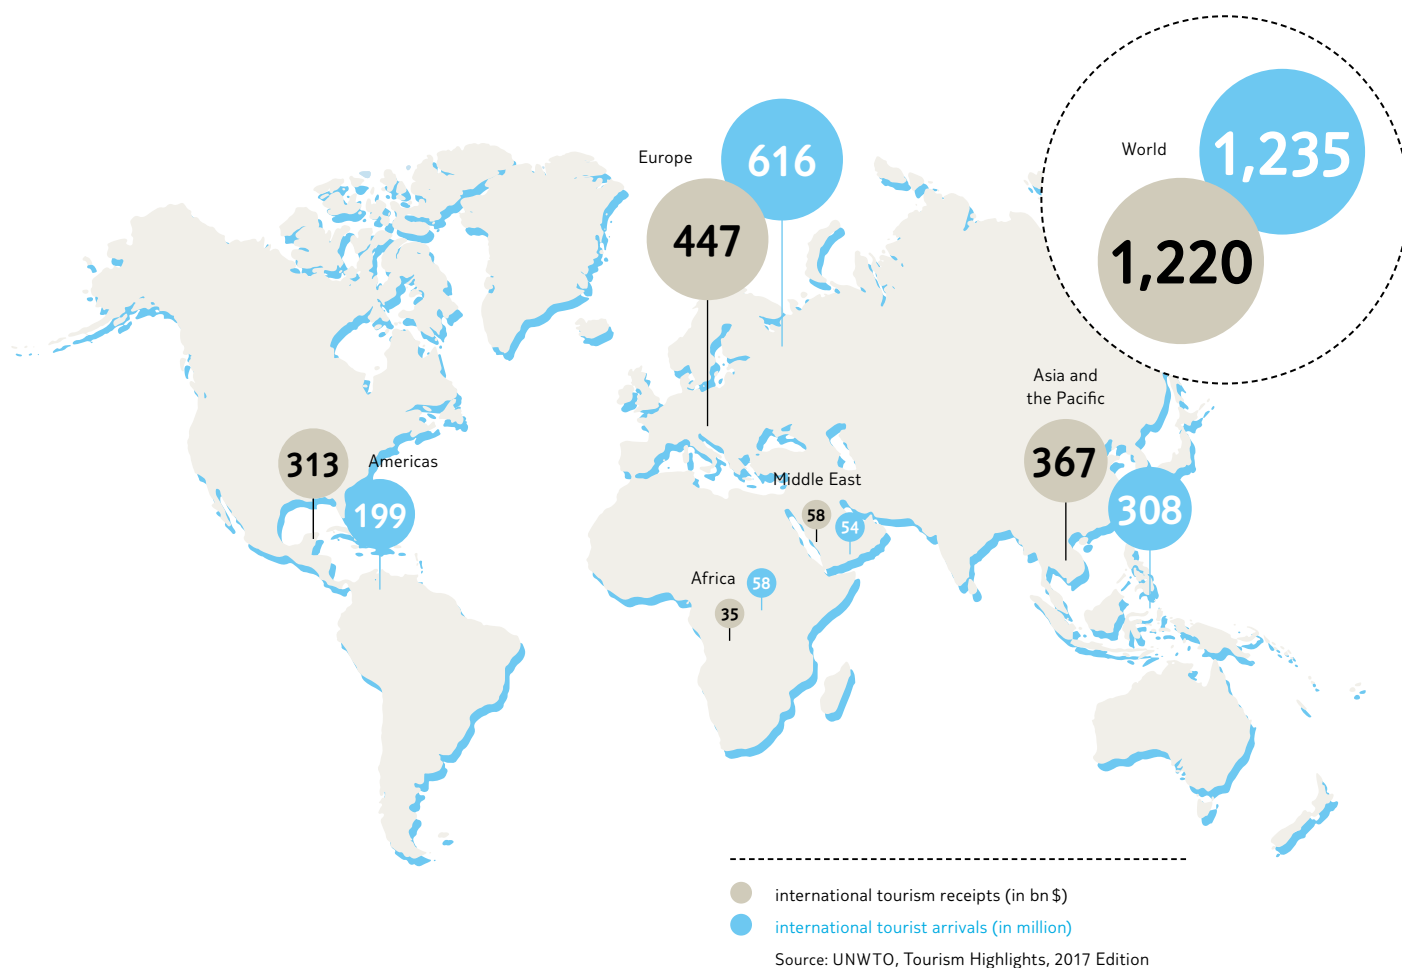 World
1,235
1,220
Europe
616
447
Asia and
the Pacific
367
308
313
Americas
199
Middle East
58
54
Africa
58
35
international tourism receipts (in bn $)
international tourist arrivals (in million)
Source: UNWTO, Tourism Highlights, 2017 Edition